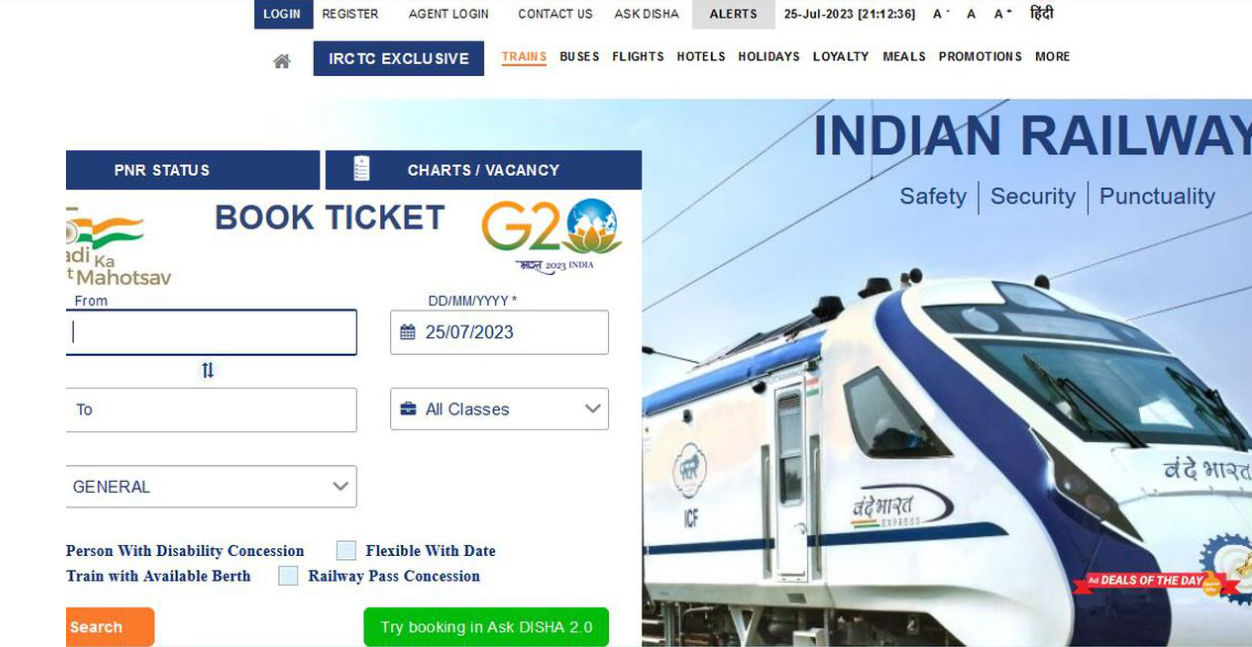 LOGIN REGISTER AGENT LOGIN CONTACT US ASK DISHA ALERTS 25-Jul-2023 [21:12:36] A- A A+ हिंदी
IRCTC EXCLUSIVE TRAINS BUSES FLIGHTS HOTELS HOLIDAYS LOYALTY MEALS PROMOTIONS MORE
INDIAN RAILWAY
Safety | Security | Punctuality
PNR STATUS CHARTS / VACANCY
BOOK TICKET G20
adi Ka
t Mahotsav
भारत 2023 INDIA
From DD/MM/YYYY *
25/07/2023
To All Classes
GENERAL
Person With Disability Concession Flexible With Date
Train with Available Berth Railway Pass Concession
Search Try booking in Ask DISHA 2.0
वंदे भारत
ICF
वंदे भारत
EXPRESS
Ad DEALS OF THE DAY